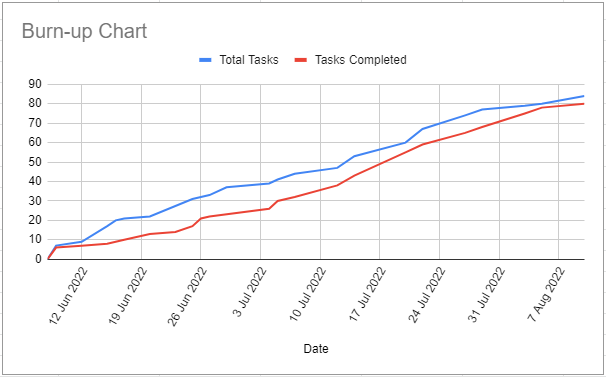 Burn-up Chart
Total Tasks
Tasks Completed
90
80
70
60
50
40
30
20
10
0
12 Jun 2022
19 Jun 2022
26 Jun 2022
3 Jul 2022
10 Jul 2022
17 Jul 2022
24 Jul 2022
31 Jul 2022
7 Aug 2022
Date